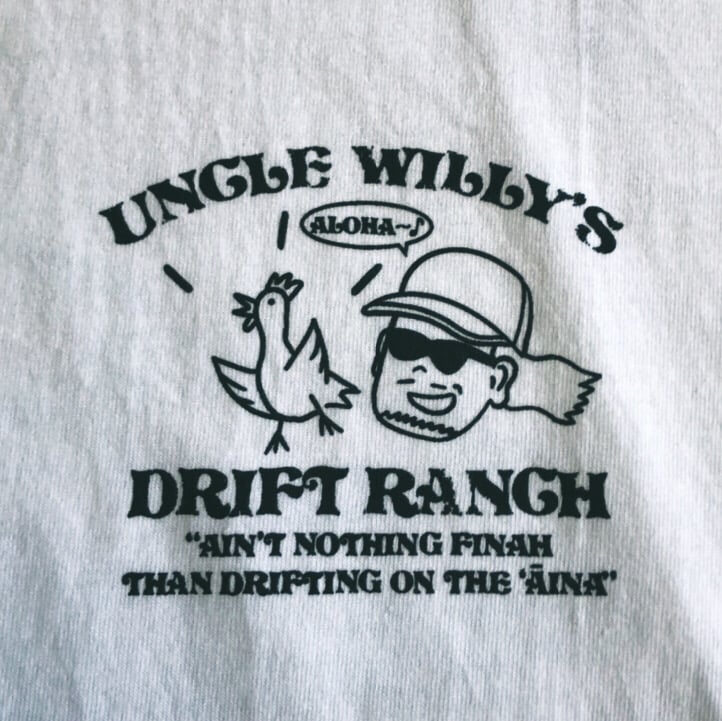 UNCLE WILLY'S
ALOHA~♪
DRIFT RANCH
"AIN'T NOTHING FINAH
THAN DRIFTING ON THE 'ĀINA"